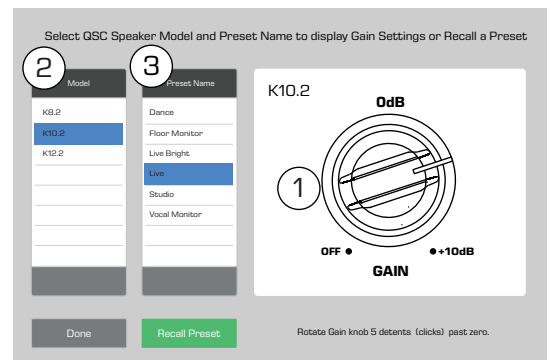 Select QSC Speaker Model and Preset Name to display Gain Settings or Recall a Preset
2
Model
K8.2
K10.2
K12.2
3
Preset Name
Dance
Floor Monitor
Live Bright
Live
Studio
Vocal Monitor
K10.2
0dB
1
OFF
+10dB
GAIN
Done
Recall Preset
Rotate Gain knob 5 detents (clicks) past zero.